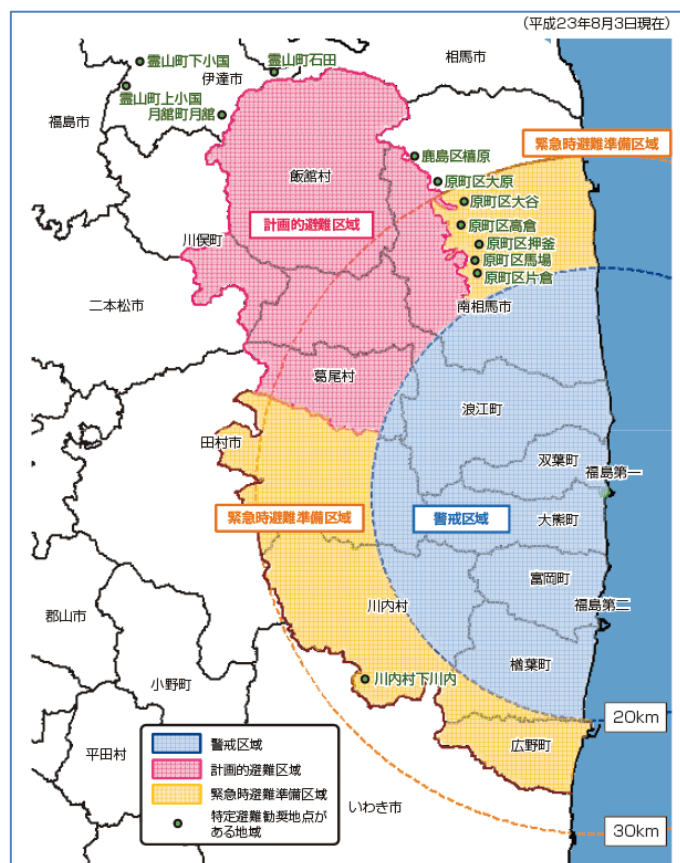 （平成23年8月3日現在）
霊山町下小国
霊山町石田
相馬市
伊達市
霊山町上小国
月舘町月舘
福島市
緊急時避難準備区域
鹿島区橲原
飯舘村
原町区大原
原町区大谷
計画的避難区域
原町区高倉
川俣町
原町区押釜
原町区馬場
原町区片倉
二本松市
南相馬市
葛尾村
浪江町
田村市
双葉町
福島第一
緊急時避難準備区域
警戒区域
大熊町
富岡町
川内村
福島第二
郡山市
楢葉町
小野町
川内村下川内
20km
警戒区域
広野町
平田村
計画的避難区域
緊急時避難準備区域
いわき市
特定避難勧奨地点が
ある地域
30km